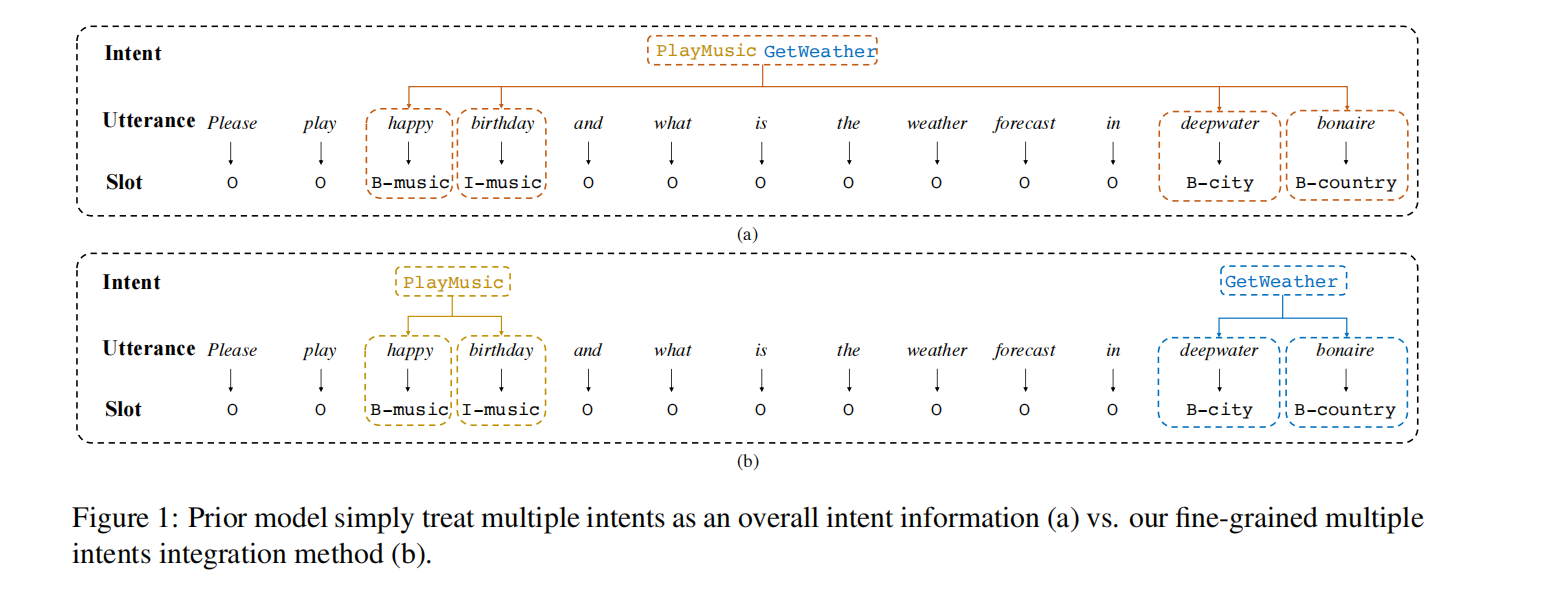 Intent PlayMusic GetWeather
Utterance Please play happy birthday and what is the weather forecast in deepwater bonaire
Slot O O B-music I-music O O O O O O O B-city B-country
(a)
Intent PlayMusic GetWeather
Utterance Please play happy birthday and what is the weather forecast in deepwater bonaire
Slot O O B-music I-music O O O O O O O B-city B-country
(b)
Figure 1: Prior model simply treat multiple intents as an overall intent information (a) vs. our fine-grained multiple
intents integration method (b).